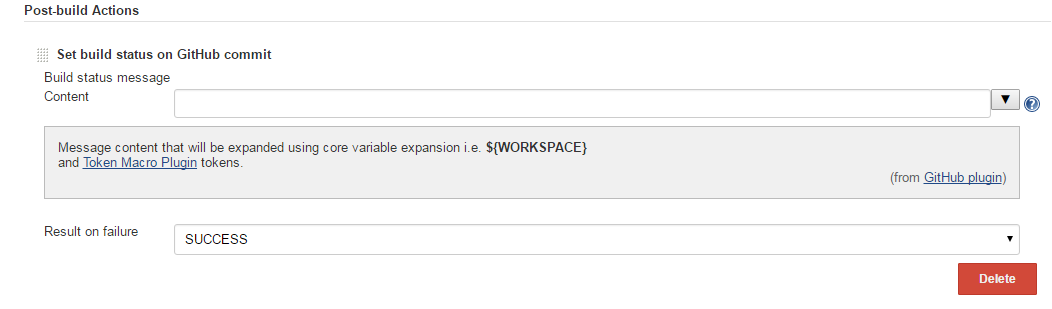 Post-build Actions
Set build status on GitHub commit
Build status message
Content
Message content that will be expanded using core variable expansion i.e. ${WORKSPACE}
and Token Macro Plugin tokens.
(from GitHub plugin)
Result on failure
SUCCESS
Delete